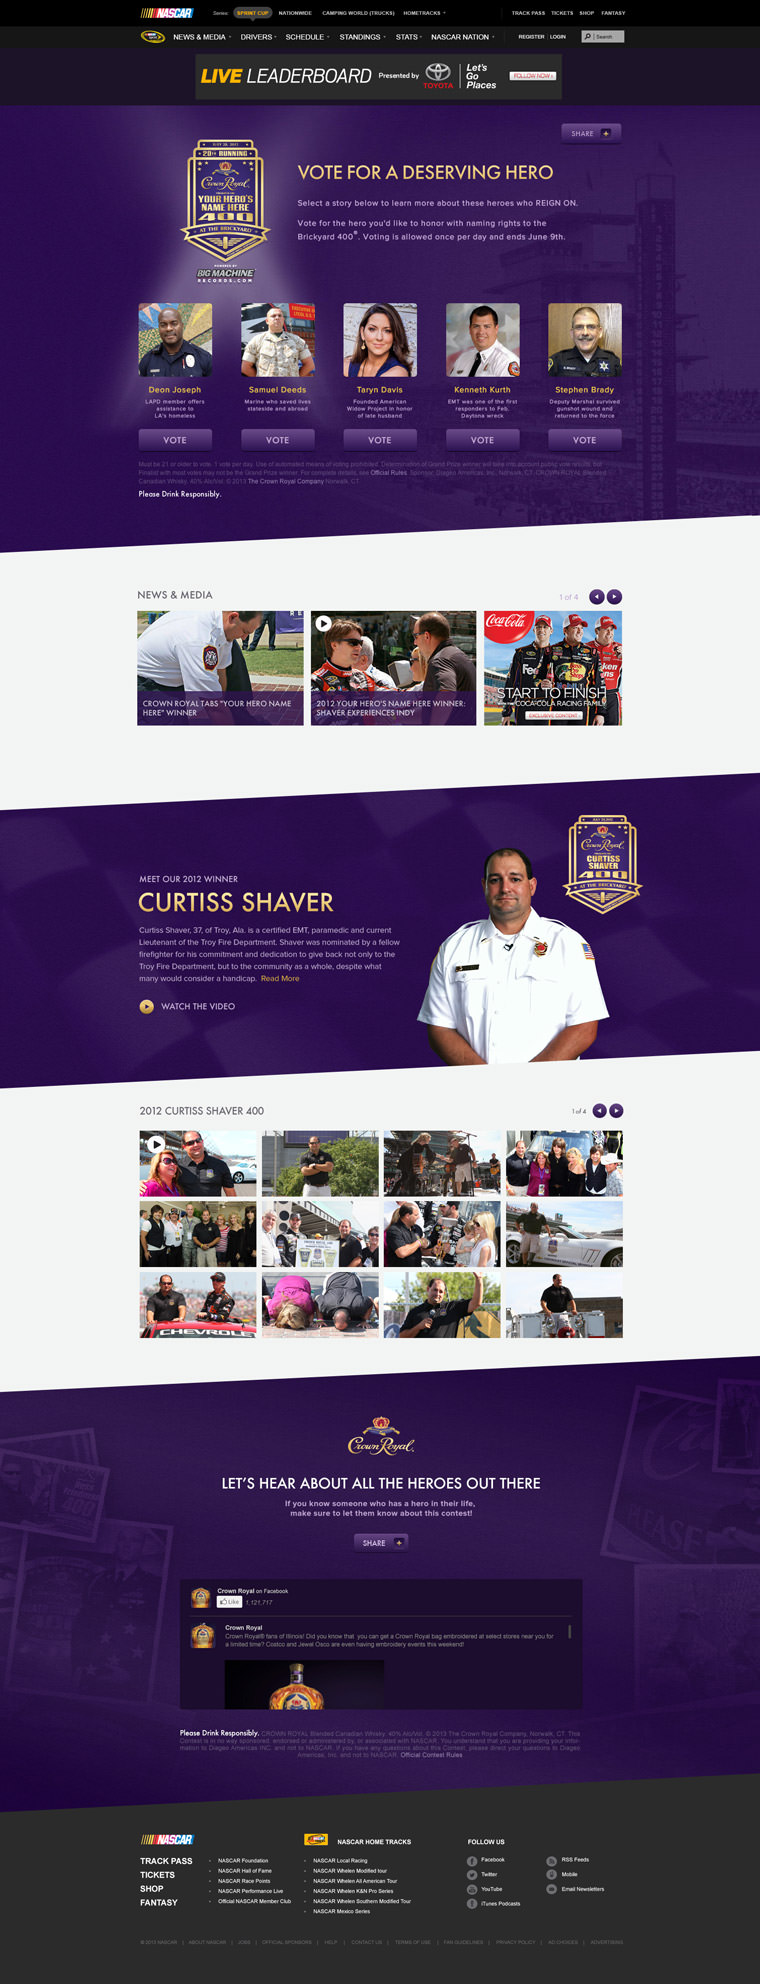 NASCAR
Series: SPRINT CUP NATIONWIDE CAMPING WORLD (TRUCKS) HOMETRACKS
TRACK PASS TICKETS SHOP FANTASY
NEWS & MEDIA DRIVERS SCHEDULE STANDINGS STATS NASCAR NATION
REGISTER | LOGIN
Search
LIVE LEADERBOARD Presented by TOYOTA Let's Go Places FOLLOW NOW ›
SHARE +
JULY 28, 2013
20TH RUNNING
Crown Royal
PRESENTS THE
YOUR HERO'S
NAME HERE
400
AT THE BRICKYARD
POWERED BY
BIG MACHINE
RECORDS.COM
VOTE FOR A DESERVING HERO
Select a story below to learn more about these heroes who REIGN ON.
Vote for the hero you'd like to honor with naming rights to the
Brickyard 400®. Voting is allowed once per day and ends June 9th.
Deon Joseph
LAPD member offers
assistance to
LA's homeless
VOTE
Samuel Deeds
Marine who saved lives
stateside and abroad
VOTE
Taryn Davis
Founded American
Widow Project in honor
of late husband
VOTE
Kenneth Kurth
EMT was one of the first
responders to Feb.
Daytona wreck
VOTE
Stephen Brady
Deputy Marshal survived
gunshot wound and
returned to the force
VOTE
Must be 21 or older to vote. 1 vote per day. Use of automated means of voting prohibited. Determination of Grand Prize winner will take into account public vote results, but
Finalist with most votes may not be the Grand Prize winner. For complete details, see Official Rules. Sponsor: Diageo Americas, Inc., Norwalk, CT. CROWN ROYAL Blended
Canadian Whisky. 40% Alc/Vol. © 2013 The Crown Royal Company Norwalk, CT
Please Drink Responsibly.
NEWS & MEDIA
1 of 4
CROWN ROYAL TABS "YOUR HERO NAME
HERE" WINNER
2012 YOUR HERO'S NAME HERE WINNER:
SHAVER EXPERIENCES INDY
Coca-Cola
START TO FINISH
WITH THE COCA-COLA RACING FAMILY
EXCLUSIVE CONTENT ›
MEET OUR 2012 WINNER
CURTISS SHAVER
Curtiss Shaver, 37, of Troy, Ala. is a certified EMT, paramedic and current
Lieutenant of the Troy Fire Department. Shaver was nominated by a fellow
firefighter for his commitment and dedication to give back not only to the
Troy Fire Department, but to the community as a whole, despite what
many would consider a handicap. Read More
WATCH THE VIDEO
Crown Royal
CURTISS
SHAVER
400
AT THE BRICKYARD
2012 CURTISS SHAVER 400
1 of 4
CHEVROLE
Crown Royal
LET'S HEAR ABOUT ALL THE HEROES OUT THERE
If you know someone who has a hero in their life,
make sure to let them know about this contest!
SHARE +
Crown Royal on Facebook
Like 1,121,717
Crown Royal
Crown Royal® fans of Illinois! Did you know that you can get a Crown Royal bag embroidered at select stores near you for
a limited time? Costco and Jewel Osco are even having embroidery events this weekend!
Please Drink Responsibly. CROWN ROYAL Blended Canadian Whisky. 40% Alc/Vol. © 2013 The Crown Royal Company, Norwalk, CT. This
Contest is in no way sponsored, endorsed or administered by, or associated with NASCAR. You understand that you are providing your infor-
mation to Diageo Americas INC. and not to NASCAR. If you have any questions about this Contest, please direct your questions to Diageo
Americas, Inc. and not to NASCAR. Official Contest Rules
NASCAR
TRACK PASS
TICKETS
SHOP
FANTASY
NASCAR Foundation
NASCAR Hall of Fame
NASCAR Race Points
NASCAR Performance Live
Official NASCAR Member Club
NASCAR HOME TRACKS
NASCAR Local Racing
NASCAR Whelen Modified tour
NASCAR Whelen All American Tour
NASCAR Whelen K&N Pro Series
NASCAR Whelen Southern Modified Tour
NASCAR Mexico Series
FOLLOW US
Facebook
Twitter
YouTube
iTunes Podcasts
RSS Feeds
Mobile
Email Newsletters
© 2013 NASCAR | ABOUT NASCAR | JOBS | OFFICIAL SPONSORS | HELP | CONTACT US | TERMS OF USE | FAN GUIDELINES | PRIVACY POLICY | AD CHOICES | ADVERTISING